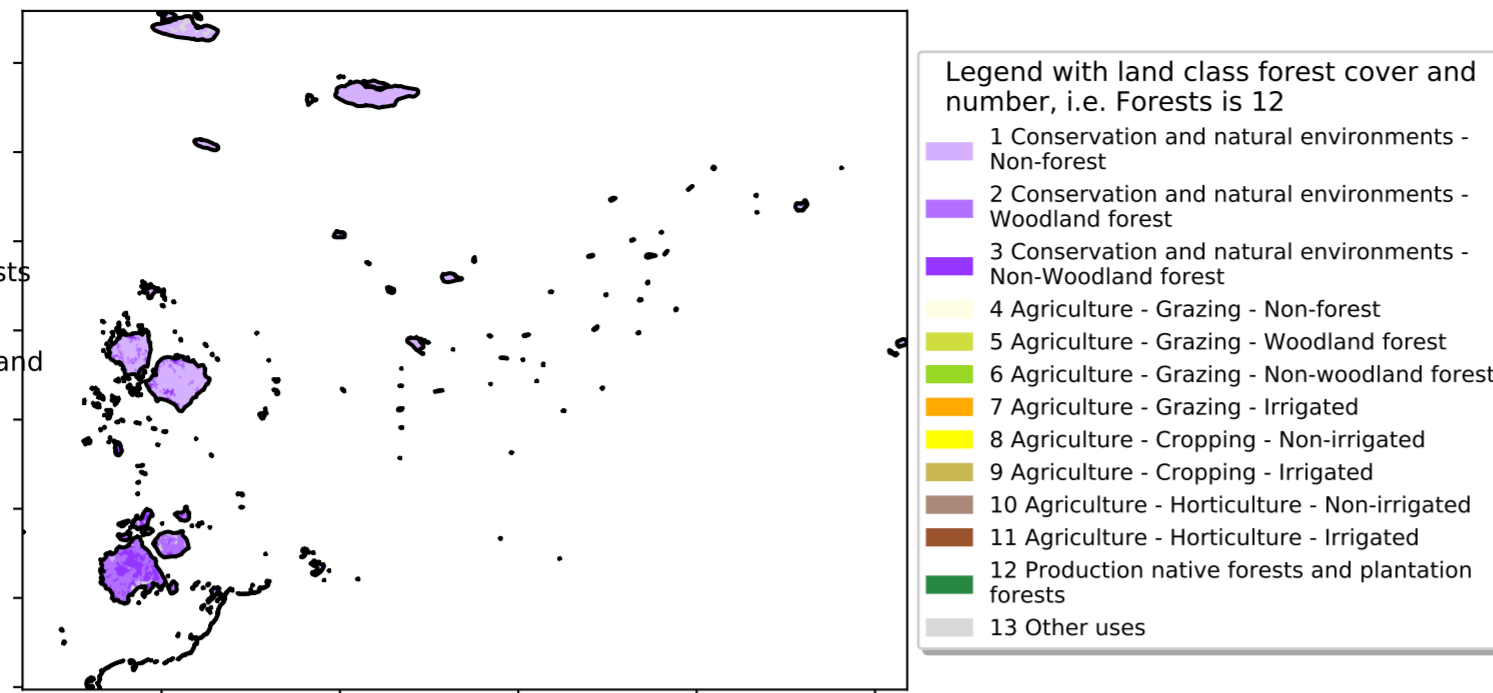 sts
and
Legend with land class forest cover and
number, i.e. Forests is 12
1 Conservation and natural environments -
Non-forest
2 Conservation and natural environments -
Woodland forest
3 Conservation and natural environments -
Non-Woodland forest
4 Agriculture - Grazing - Non-forest
5 Agriculture - Grazing - Woodland forest
6 Agriculture - Grazing - Non-woodland forest
7 Agriculture - Grazing - Irrigated
8 Agriculture - Cropping - Non-irrigated
9 Agriculture - Cropping - Irrigated
10 Agriculture - Horticulture - Non-irrigated
11 Agriculture - Horticulture - Irrigated
12 Production native forests and plantation
forests
13 Other uses